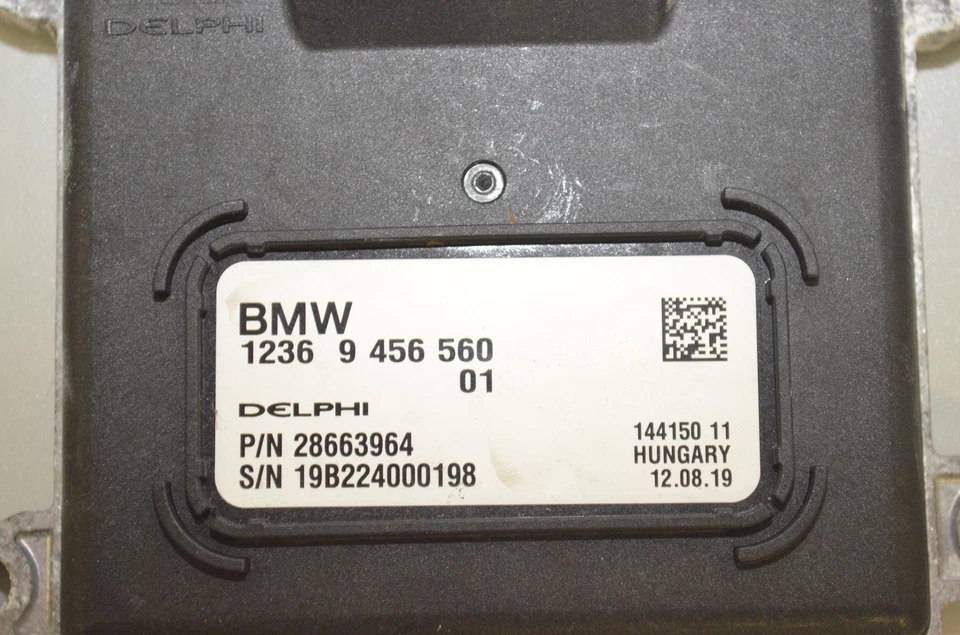 DELPHI
BMW
1236 9 456 560
01
DELPHI
P/N 28663964
S/N 19B224000198
144150 11
HUNGARY
12.08.19